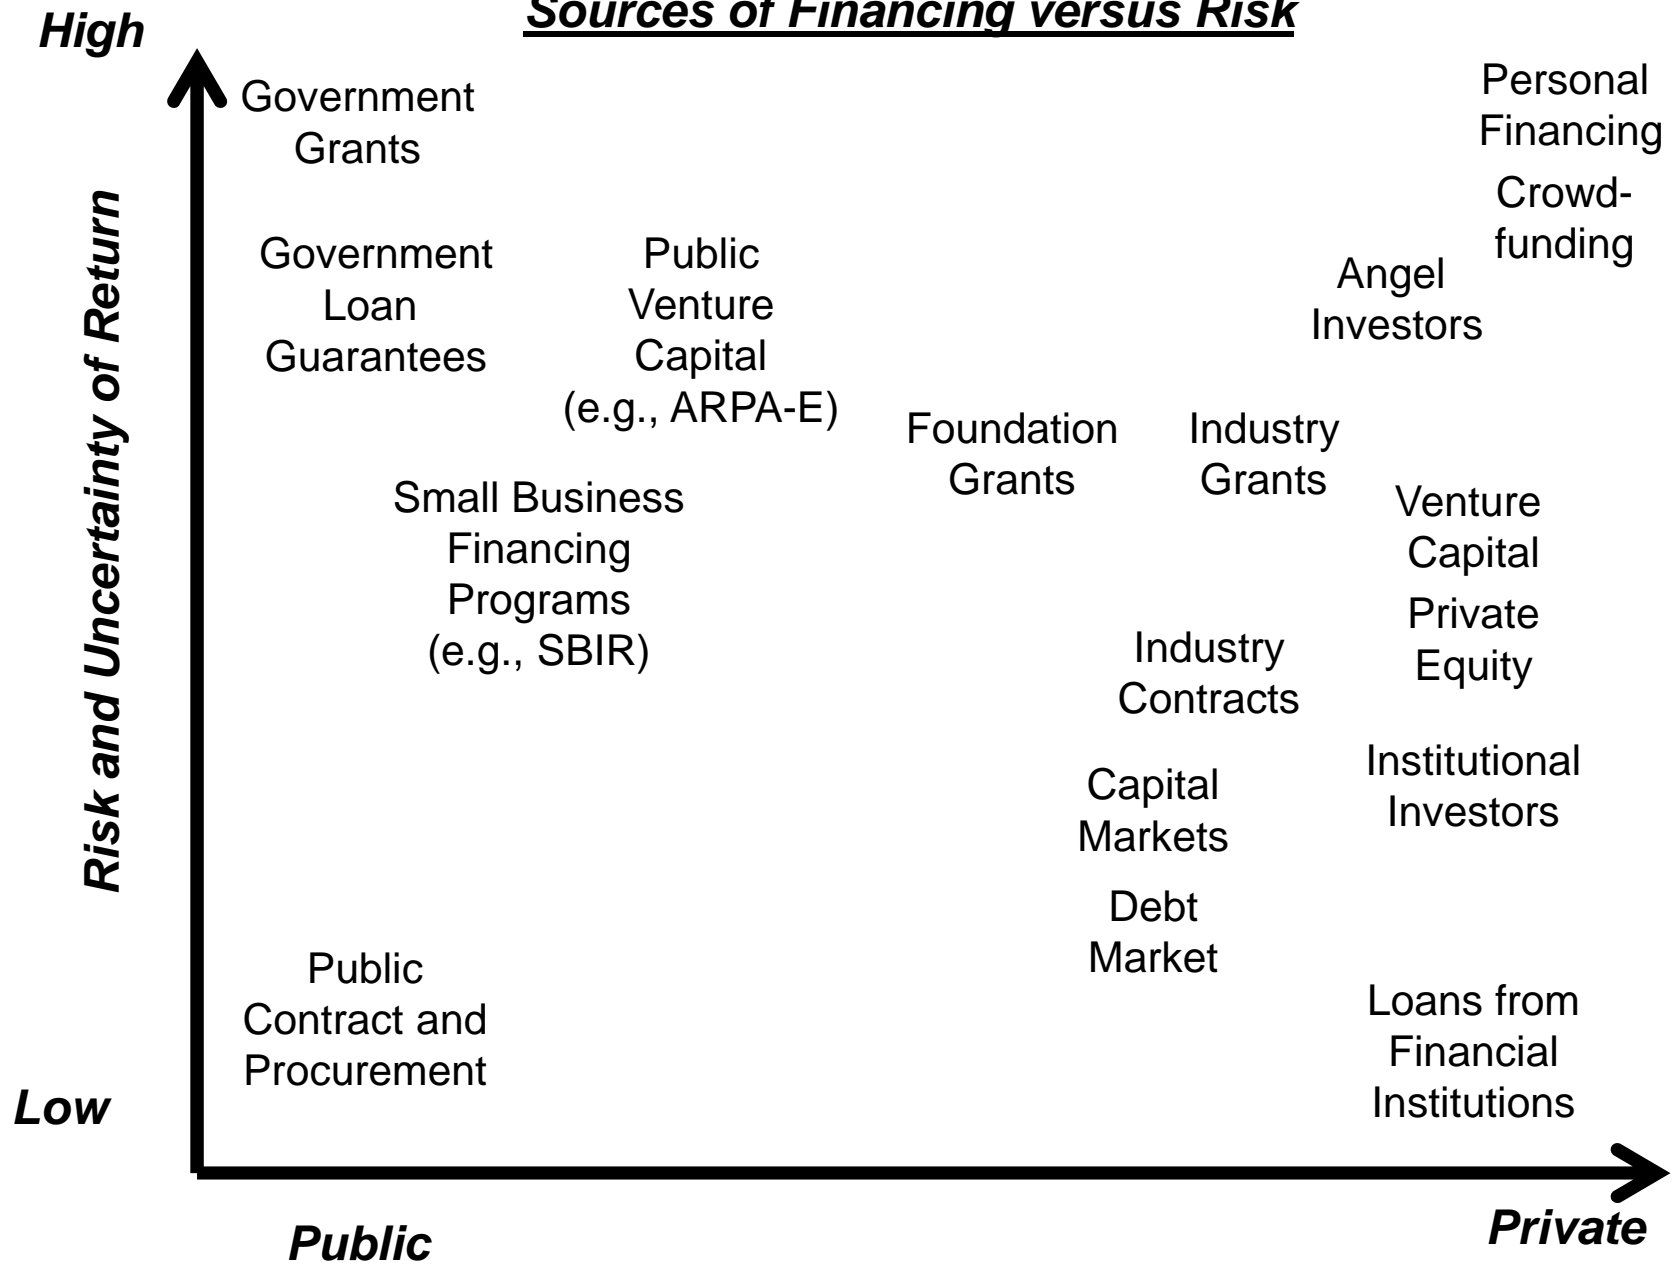 Sources of Financing versus Risk
High
Government
Grants
Personal
Financing
Crowd-
funding
Government
Loan
Guarantees
Public
Venture
Capital
(e.g., ARPA-E)
Angel
Investors
Risk and Uncertainty of Return
Foundation
Grants
Industry
Grants
Small Business
Financing
Programs
(e.g., SBIR)
Venture
Capital
Private
Equity
Industry
Contracts
Capital
Markets
Institutional
Investors
Debt
Market
Public
Contract and
Procurement
Loans from
Financial
Institutions
Low
Public
Private